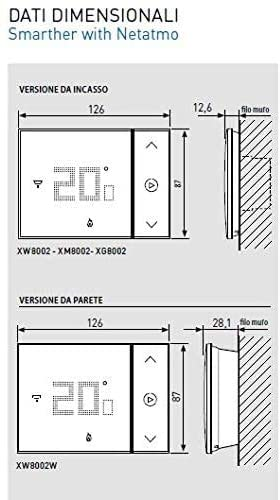 DATI DIMENSIONALI
Smarther with Netatmo
VERSIONE DA INCASSO
126
12,6
filo muro
20.0°
87
XW8002 - XM8002- XG8002
VERSIONE DA PARETE
126
28,1
filo muro
20.0°
87
XW8002W